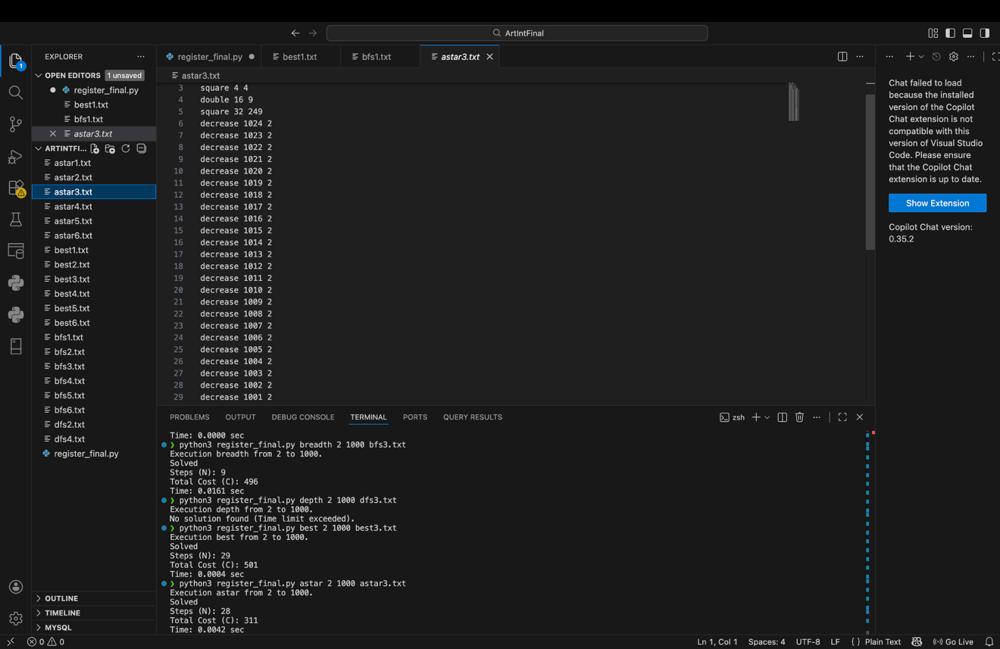 ArtIntFinal
EXPLORER
OPEN EDITORS 1 unsaved
register_final.py
best1.txt
bfs1.txt
astar3.txt
ARTINTFI...
astar1.txt
astar2.txt
astar3.txt
astar4.txt
astar5.txt
astar6.txt
best1.txt
best2.txt
best3.txt
best4.txt
best5.txt
best6.txt
bfs1.txt
bfs2.txt
bfs3.txt
bfs4.txt
bfs5.txt
bfs6.txt
dfs2.txt
dfs4.txt
register_final.py
OUTLINE
TIMELINE
MYSQL
1
register_final.py
best1.txt
bfs1.txt
astar3.txt
astar3.txt
3 square 4 4
4 double 16 9
5 square 32 249
6 decrease 1024 2
7 decrease 1023 2
8 decrease 1022 2
9 decrease 1021 2
10 decrease 1020 2
11 decrease 1019 2
12 decrease 1018 2
13 decrease 1017 2
14 decrease 1016 2
15 decrease 1015 2
16 decrease 1014 2
17 decrease 1013 2
18 decrease 1012 2
19 decrease 1011 2
20 decrease 1010 2
21 decrease 1009 2
22 decrease 1008 2
23 decrease 1007 2
24 decrease 1006 2
25 decrease 1005 2
26 decrease 1004 2
27 decrease 1003 2
28 decrease 1002 2
29 decrease 1001 2
PROBLEMS OUTPUT DEBUG CONSOLE TERMINAL PORTS QUERY RESULTS
zsh
Time: 0.0000 sec
❯ python3 register_final.py breadth 2 1000 bfs3.txt
Execution breadth from 2 to 1000.
Solved
Steps (N): 9
Total Cost (C): 496
Time: 0.0161 sec
❯ python3 register_final.py depth 2 1000 dfs3.txt
Execution depth from 2 to 1000.
No solution found (Time limit exceeded).
❯ python3 register_final.py best 2 1000 best3.txt
Execution best from 2 to 1000.
Solved
Steps (N): 29
Total Cost (C): 501
Time: 0.0004 sec
❯ python3 register_final.py astar 2 1000 astar3.txt
Execution astar from 2 to 1000.
Solved
Steps (N): 28
Total Cost (C): 311
Time: 0.0042 sec
Chat failed to load
because the installed
version of the Copilot
Chat extension is not
compatible with this
version of Visual Studio
Code. Please ensure
that the Copilot Chat
extension is up to date.
Show Extension
Copilot Chat version:
0.35.2
0 0
Ln 1, Col 1 Spaces: 4 UTF-8 LF { } Plain Text Go Live